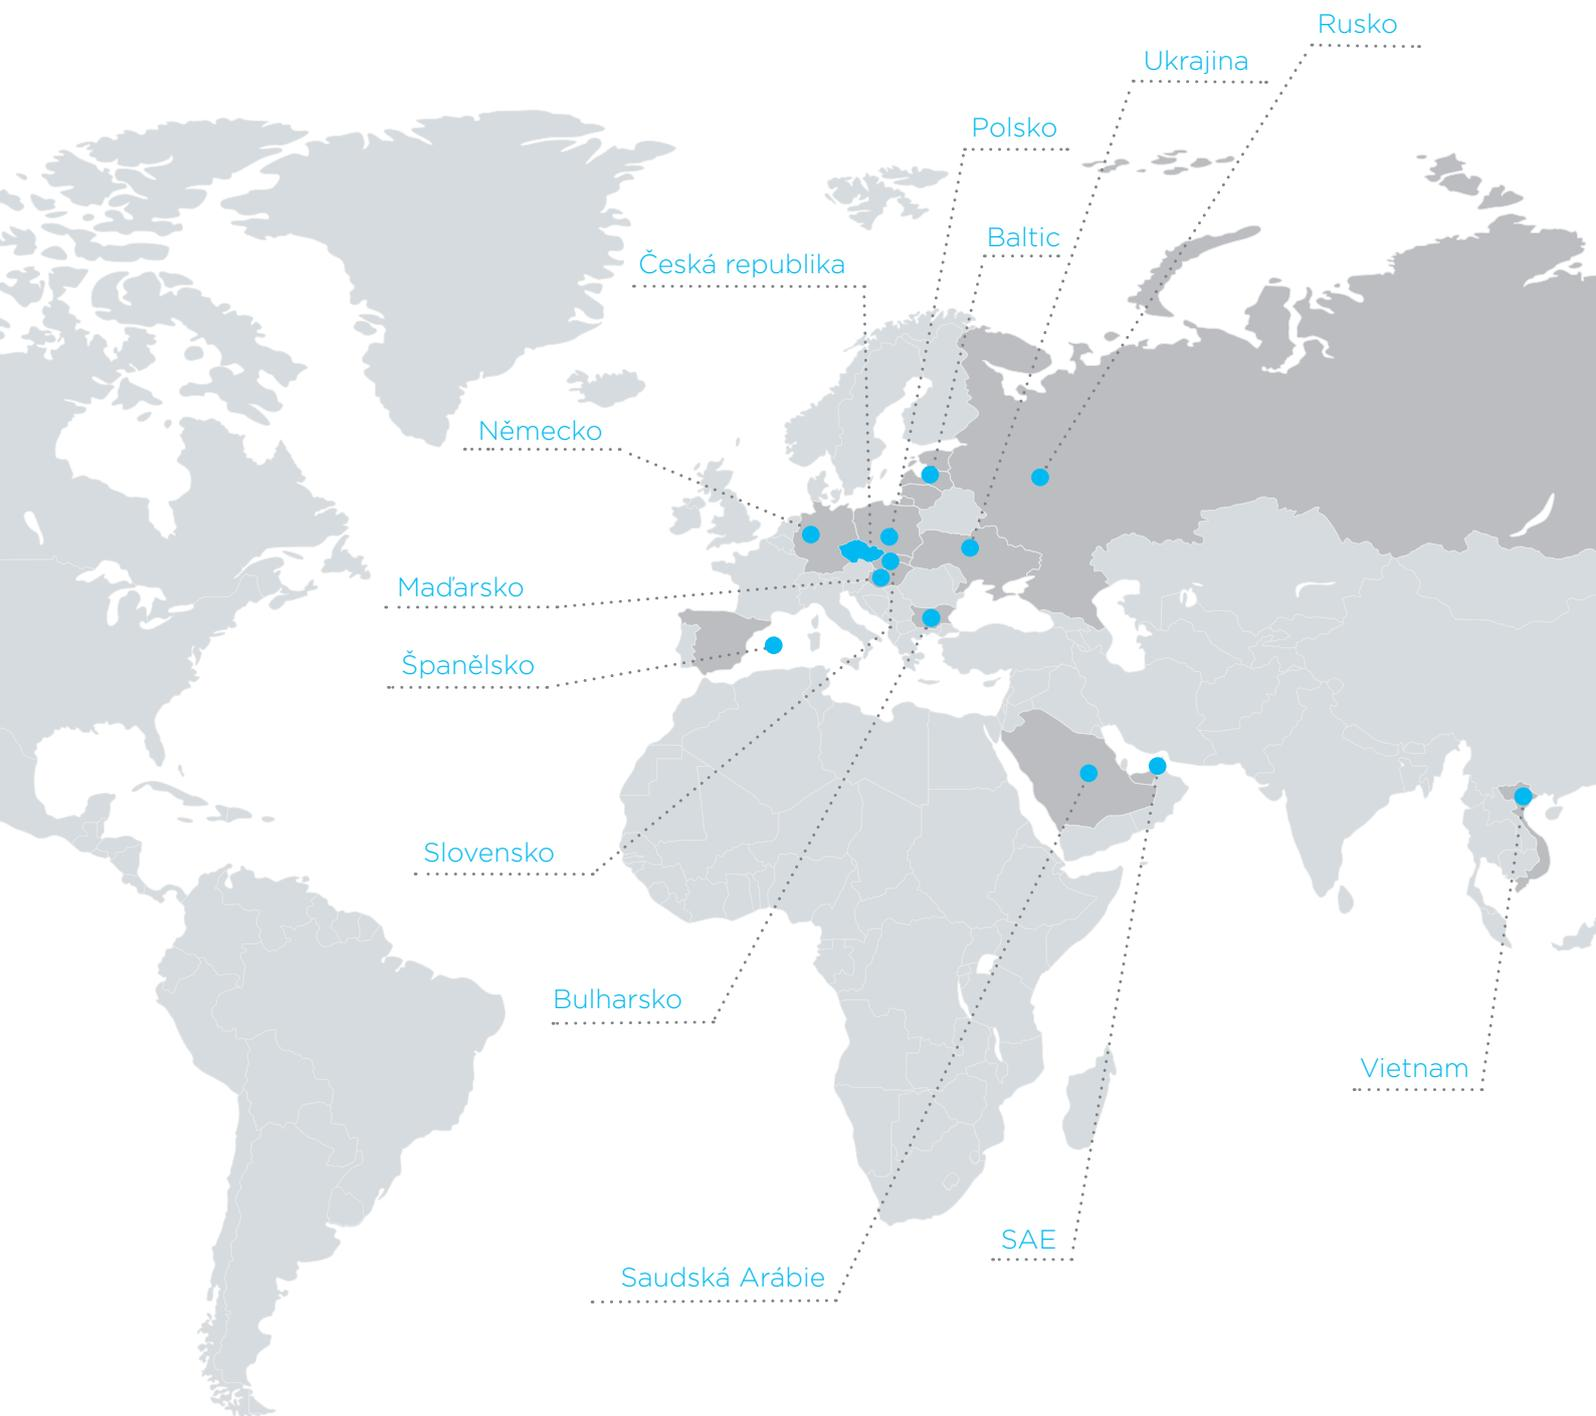 Rusko
Ukrajina
Polsko
Baltic
Česká republika
Německo
Maďarsko
Španělsko
Slovensko
Bulharsko
Vietnam
SAE
Saudská Arábie